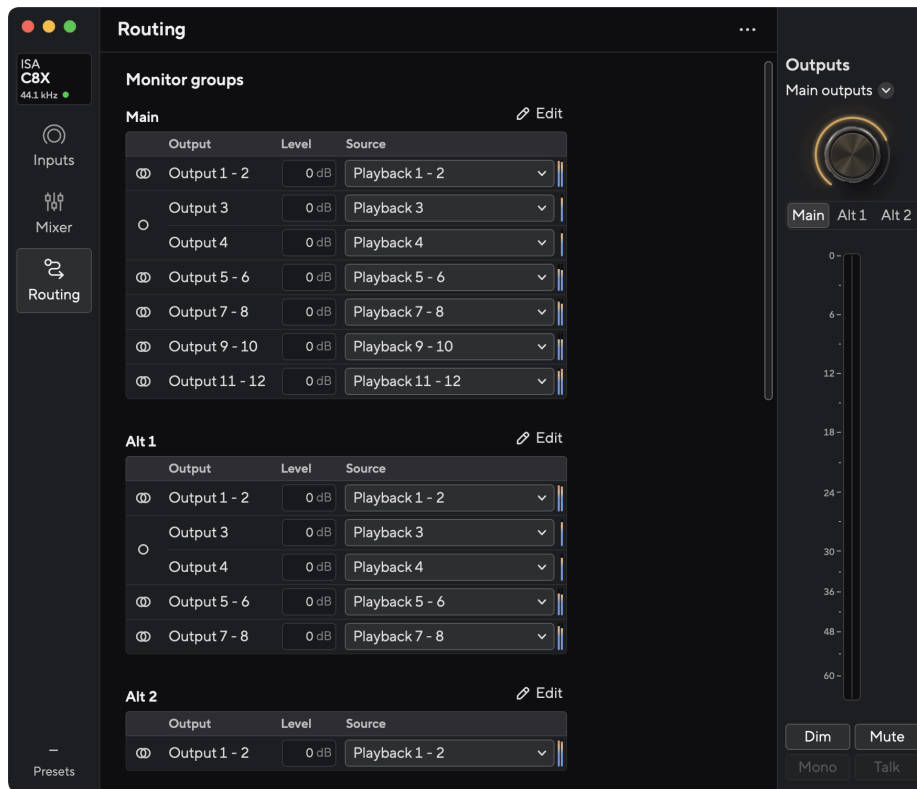 Routing
ISA
C8X
44.1 kHz
Inputs
Mixer
Routing
Presets
Monitor groups
Main
Edit
Output Level Source
Output 1 - 2 0 dB Playback 1 - 2
Output 3 0 dB Playback 3
Output 4 0 dB Playback 4
Output 5 - 6 0 dB Playback 5 - 6
Output 7 - 8 0 dB Playback 7 - 8
Output 9 - 10 0 dB Playback 9 - 10
Output 11 - 12 0 dB Playback 11 - 12
Alt 1
Edit
Output Level Source
Output 1 - 2 0 dB Playback 1 - 2
Output 3 0 dB Playback 3
Output 4 0 dB Playback 4
Output 5 - 6 0 dB Playback 5 - 6
Output 7 - 8 0 dB Playback 7 - 8
Alt 2
Edit
Output Level Source
Output 1 - 2 0 dB Playback 1 - 2
Outputs
Main outputs
Main Alt 1 Alt 2
0
6
12
18
24
30
36
48
60
Dim Mute
Mono Talk